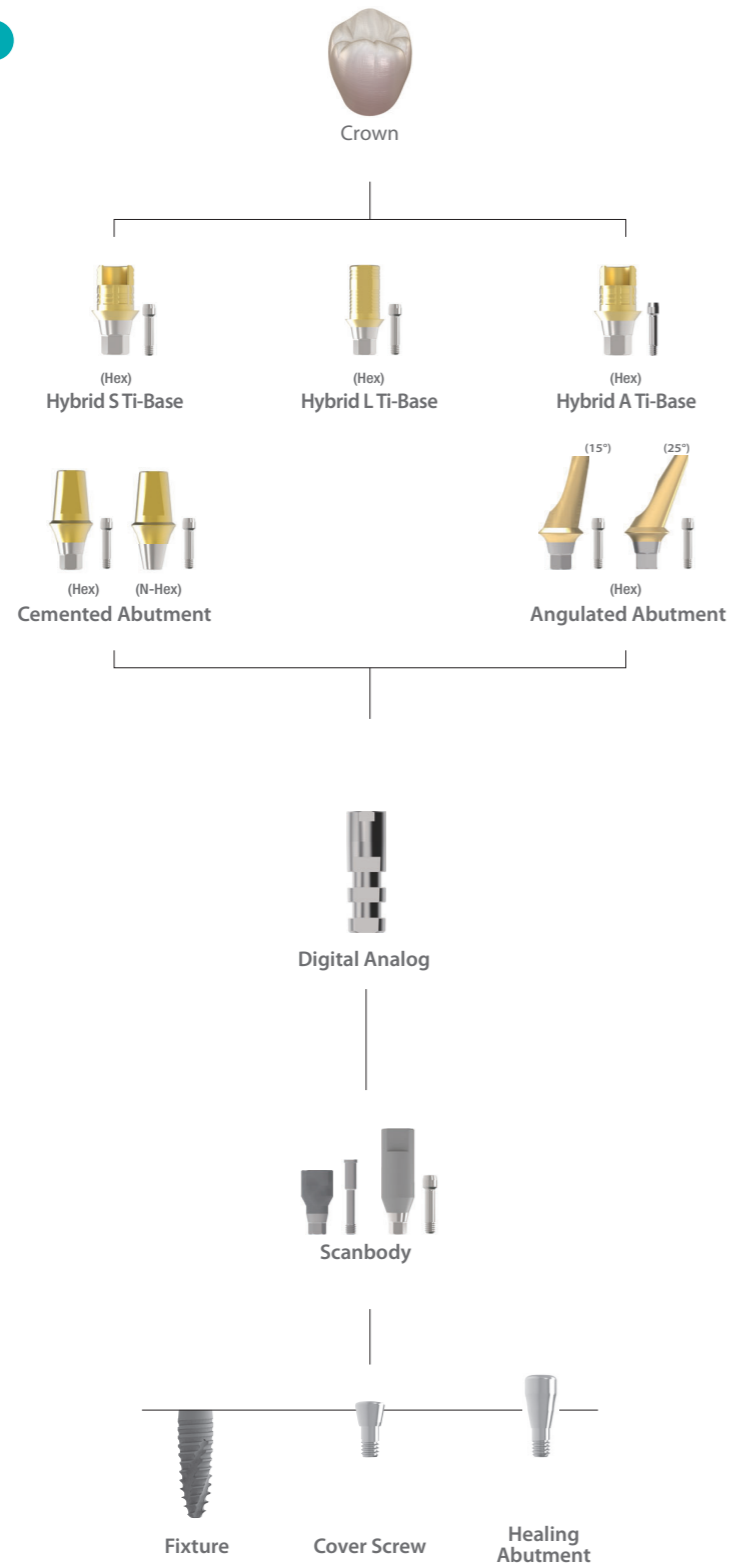 Crown
(Hex)
Hybrid S Ti-Base
(Hex)
Hybrid L Ti-Base
(Hex)
Hybrid A Ti-Base
(Hex)
(N-Hex)
Cemented Abutment
(15°)
(25°)
(Hex)
Angulated Abutment
Digital Analog
Scanbody
Fixture
Cover Screw
Healing
Abutment